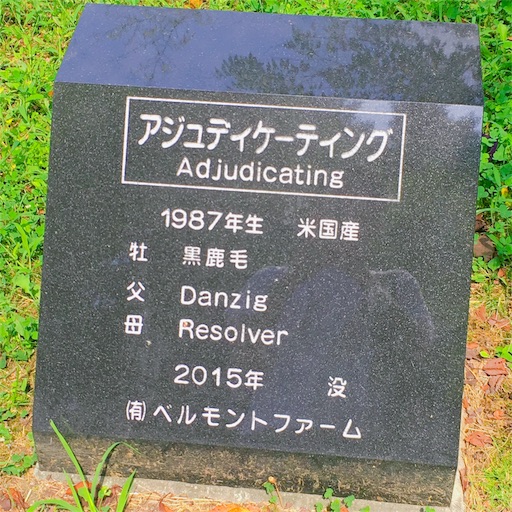 アジュディケーティング
Adjudicating
1987年生 米国産
牡 黒鹿毛
父 Danzig
母 Resolver
2015年 没
㈲ベルモントファーム